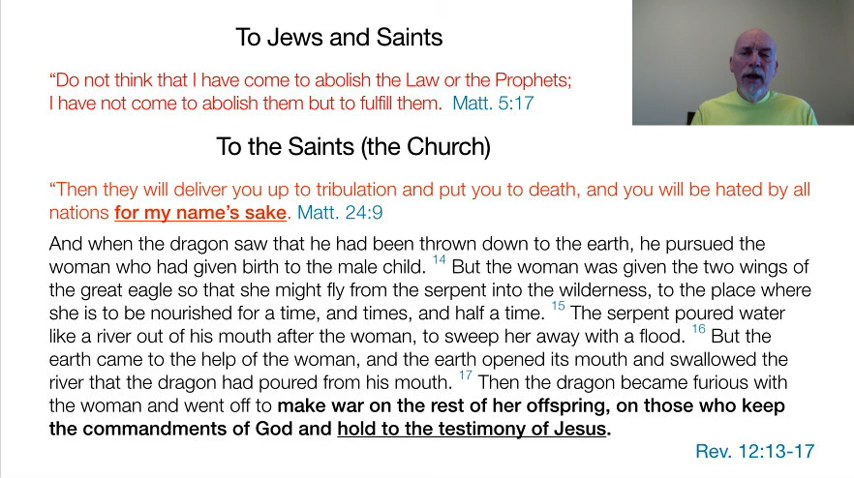 To Jews and Saints
“Do not think that I have come to abolish the Law or the Prophets;
I have not come to abolish them but to fulfill them. Matt. 5:17
To the Saints (the Church)
“Then they will deliver you up to tribulation and put you to death, and you will be hated by all
nations for my name’s sake. Matt. 24:9
And when the dragon saw that he had been thrown down to the earth, he pursued the
woman who had given birth to the male child. 14 But the woman was given the two wings of
the great eagle so that she might fly from the serpent into the wilderness, to the place where
she is to be nourished for a time, and times, and half a time. 15 The serpent poured water
like a river out of his mouth after the woman, to sweep her away with a flood. 16 But the
earth came to the help of the woman, and the earth opened its mouth and swallowed the
river that the dragon had poured from his mouth. 17 Then the dragon became furious with
the woman and went off to make war on the rest of her offspring, on those who keep
the commandments of God and hold to the testimony of Jesus.
Rev. 12:13-17